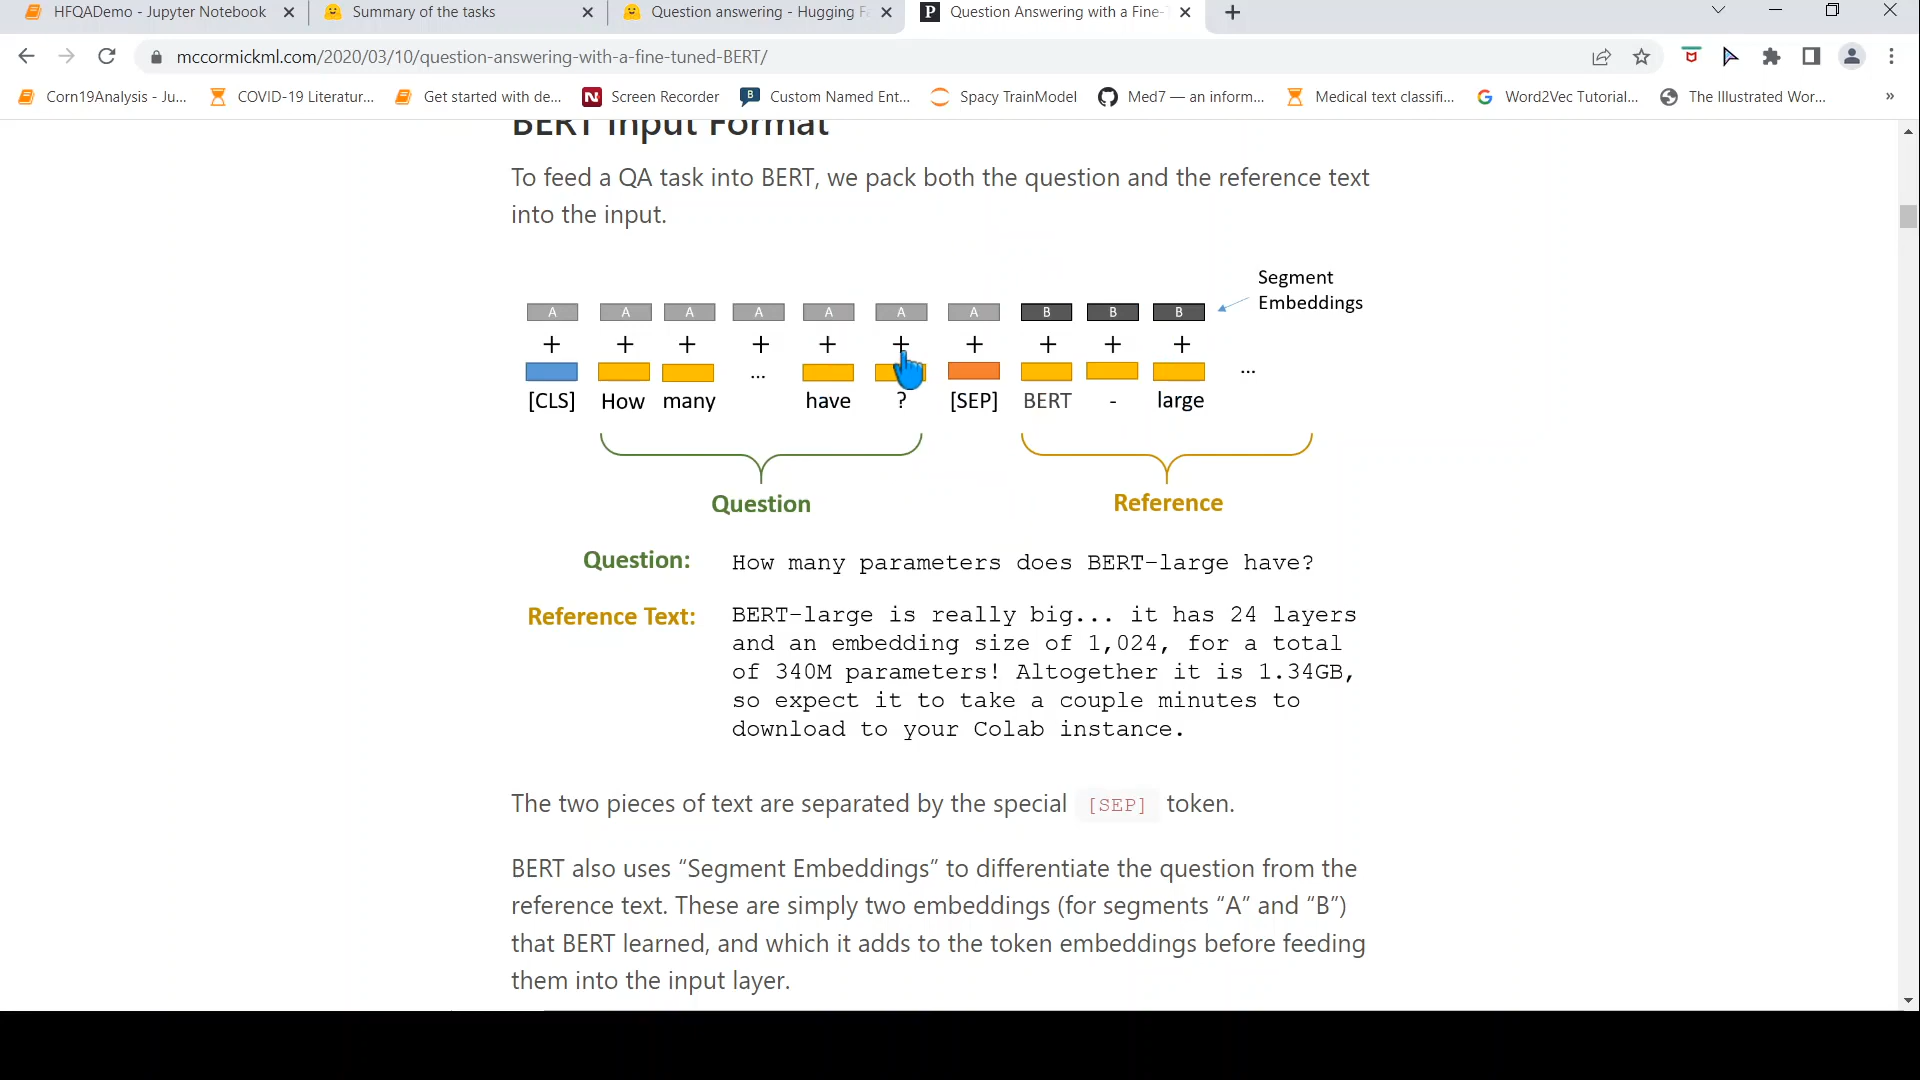 HFQADemo - Jupyter Notebook
Summary of the tasks
Question answering - Hugging F
Question Answering with a Fine-
mccormickml.com/2020/03/10/question-answering-with-a-fine-tuned-BERT/
Corn19Analysis - Ju...
COVID-19 Literatur...
Get started with de...
N Screen Recorder
Custom Named Ent...
Spacy TrainModel
Med7 — an inform...
Medical text classifi...
Word2Vec Tutorial...
The Illustrated Wor...
»
BERT Input Format
To feed a QA task into BERT, we pack both the question and the reference text
into the input.
Segment
Embeddings
A A A A A A A B B B
+ + + + + + + + + +
... ...
[CLS] How many have ? [SEP] BERT - large
Question Reference
Question: How many parameters does BERT-large have?
Reference Text: BERT-large is really big... it has 24 layers
and an embedding size of 1,024, for a total
of 340M parameters! Altogether it is 1.34GB,
so expect it to take a couple minutes to
download to your Colab instance.
The two pieces of text are separated by the special [SEP] token.
BERT also uses “Segment Embeddings” to differentiate the question from the
reference text. These are simply two embeddings (for segments “A” and “B”)
that BERT learned, and which it adds to the token embeddings before feeding
them into the input layer.